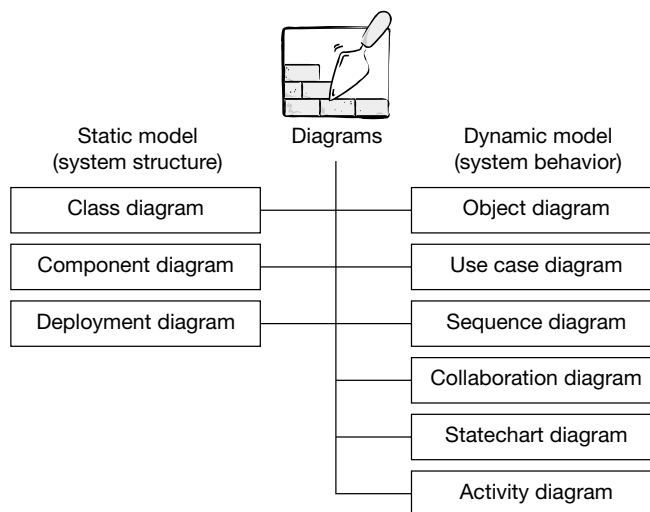 Static model
(system structure)
Diagrams
Dynamic model
(system behavior)
Class diagram
Object diagram
Component diagram
Use case diagram
Deployment diagram
Sequence diagram
Collaboration diagram
Statechart diagram
Activity diagram